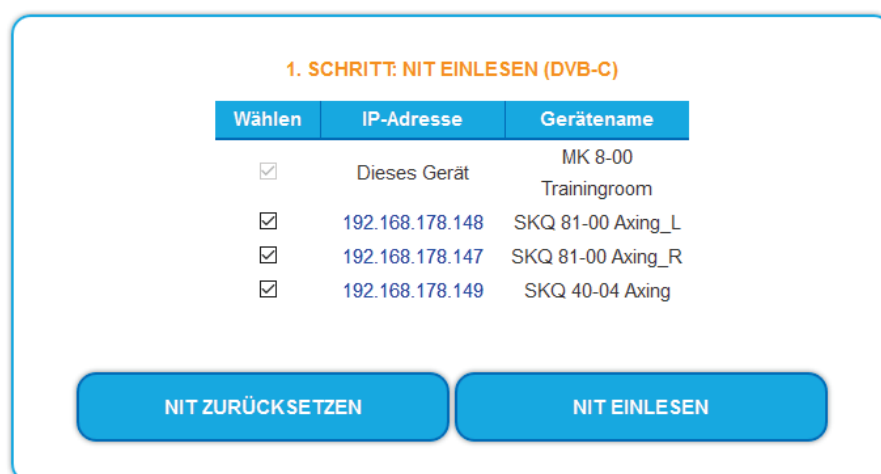 1. SCHRITT: NIT EINLESEN (DVB-C)
Wählen IP-Adresse Gerätename
Dieses Gerät MK 8-00 Trainingroom
192.168.178.148 SKQ 81-00 Axing_L
192.168.178.147 SKQ 81-00 Axing_R
192.168.178.149 SKQ 40-04 Axing
NIT ZURÜCKSETZEN NIT EINLESEN